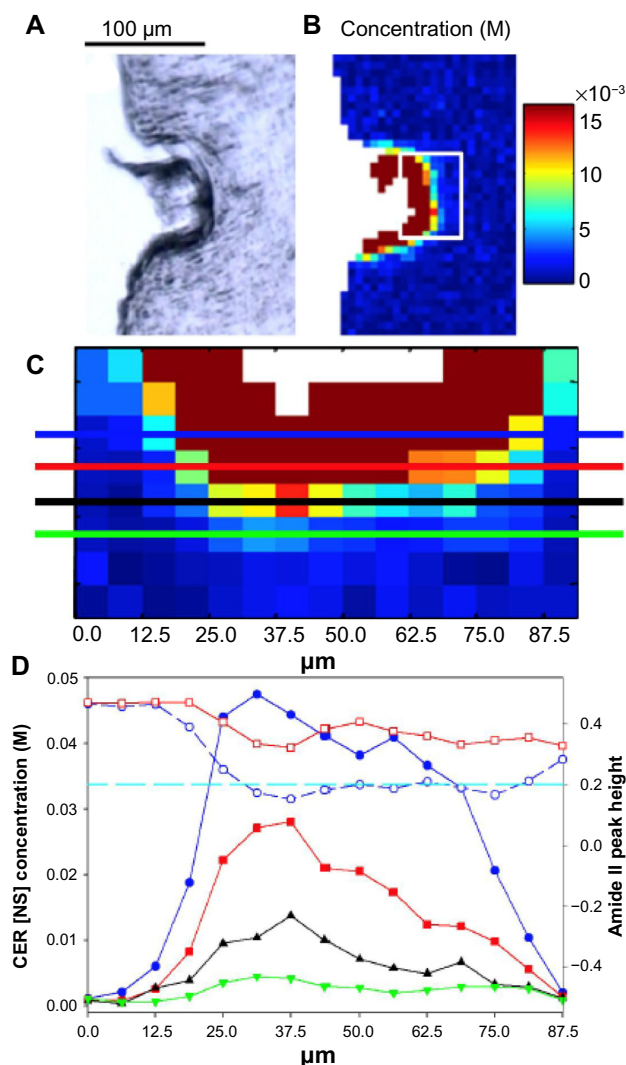 A
100 µm
B
Concentration (M)
×10⁻³
15
10
5
0
C
0.0 12.5 25.0 37.5 50.0 62.5 75.0 87.5
µm
D
CER [NS] concentration (M)
0.05
0.04
0.03
0.02
0.01
0.00
Amide II peak height
0.4
0.2
0.0
−0.2
−0.4
0.0 12.5 25.0 37.5 50.0 62.5 75.0 87.5
µm